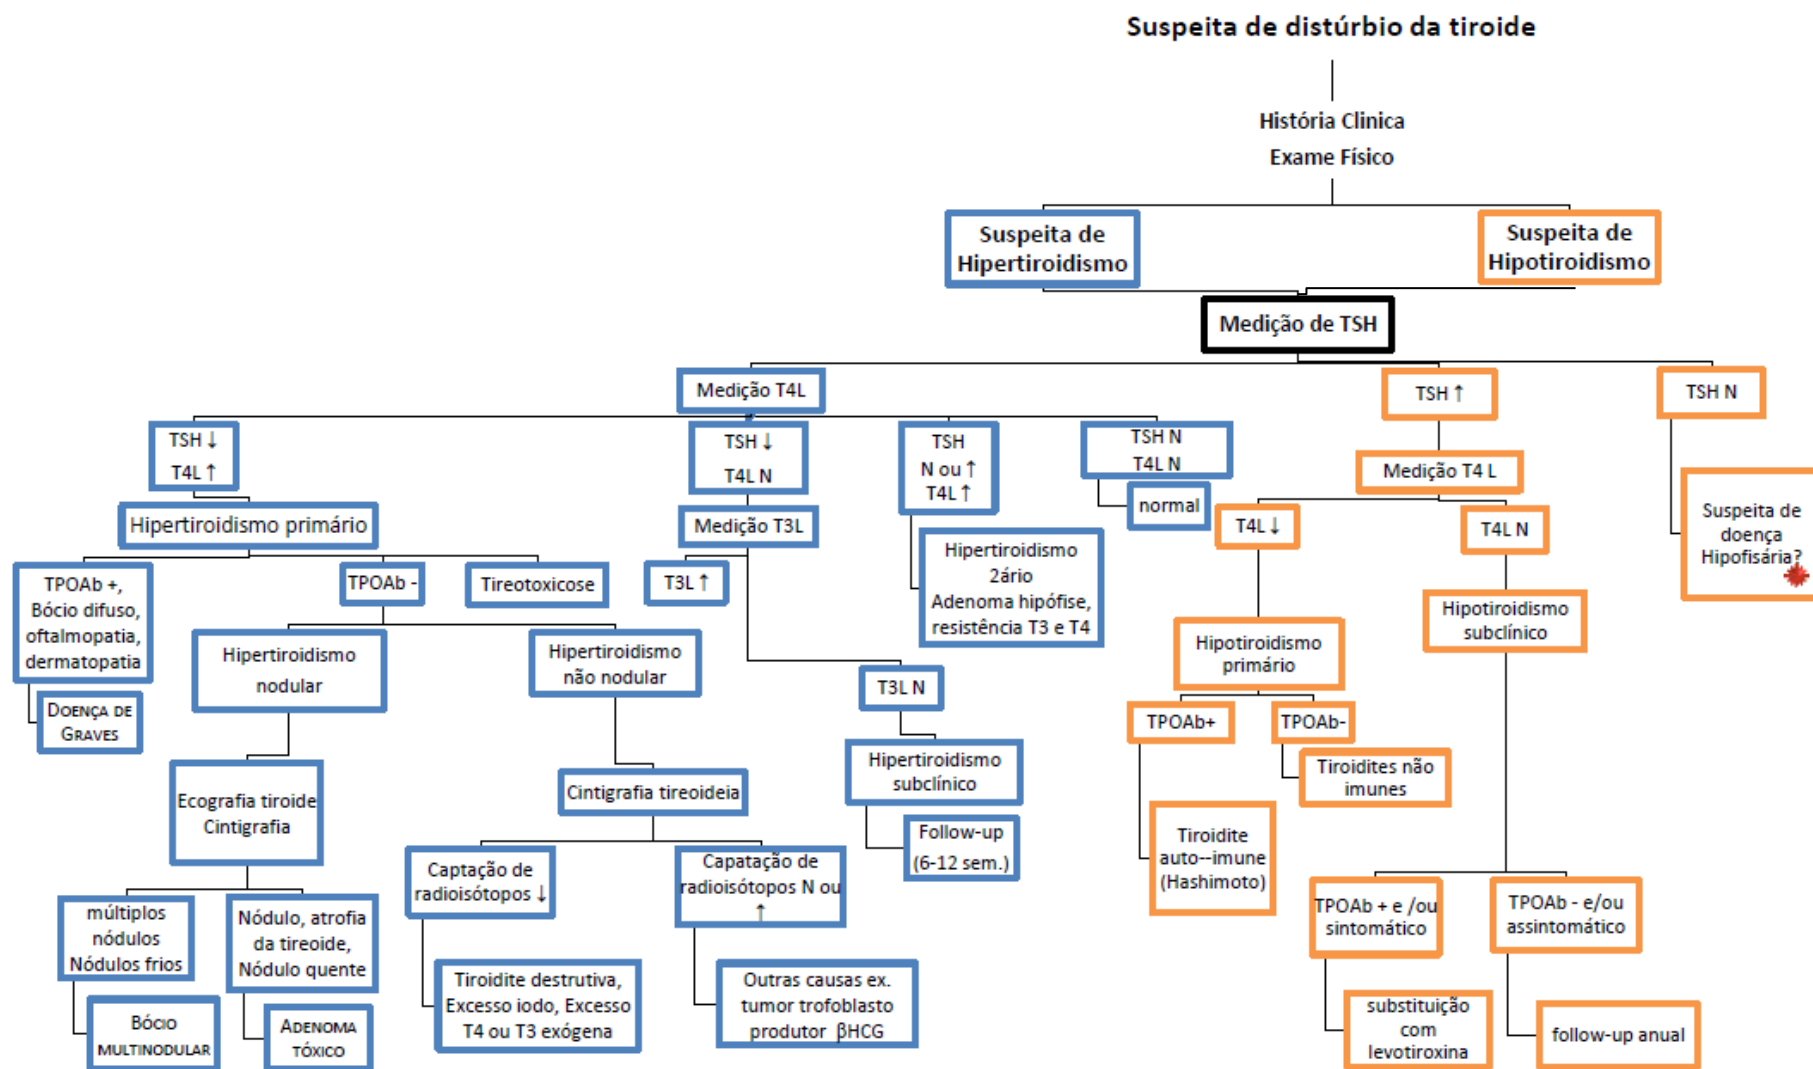 Suspeita de distúrbio da tiroide
História Clinica
Exame Físico
Suspeita de
Hipertiroidismo
Suspeita de
Hipotiroidismo
Medição de TSH
Medição T4L
TSH ↑
TSH N
TSH ↓
T4L ↑
TSH ↓
T4L N
TSH
N ou ↑
T4L ↑
TSH N
T4L N
Medição T4 L
Hipertiroidismo primário
Medição T3L
normal
T4L ↓
T4L N
Suspeita de
doença
Hipofisária?
TPOAb +,
Bócio difuso,
oftalmopatia,
dermatopatia
TPOAb -
Tireotoxicose
T3L ↑
Hipertiroidismo
2ário
Adenoma hipófise,
resistência T3 e T4
Hipotiroidismo
primário
Hipotiroidismo
subclínico
Hipertiroidismo
nodular
Hipertiroidismo
não nodular
T3L N
DOENÇA DE
GRAVES
TPOAb+
TPOAb-
Ecografia tiroide
Cintigrafia
Cintigrafia tireoideia
Hipertiroidismo
subclínico
Tiroidites não
imunes
Follow-up
(6-12 sem.)
Tiroidite
auto--imune
(Hashimoto)
Captação de
radioisótopos ↓
Capatação de
radioisótopos N ou
↑
múltiplos
nódulos
Nódulos frios
Nódulo, atrofia
da tireoide,
Nódulo quente
TPOAb + e /ou
sintomático
TPOAb - e/ou
assintomático
Tiroidite destrutiva,
Excesso iodo, Excesso
T4 ou T3 exógena
Outras causas ex.
tumor trofoblasto
produtor βHCG
BÓCIO
MULTINODULAR
ADENOMA
TÓXICO
substituição
com
levotiroxina
follow-up anual